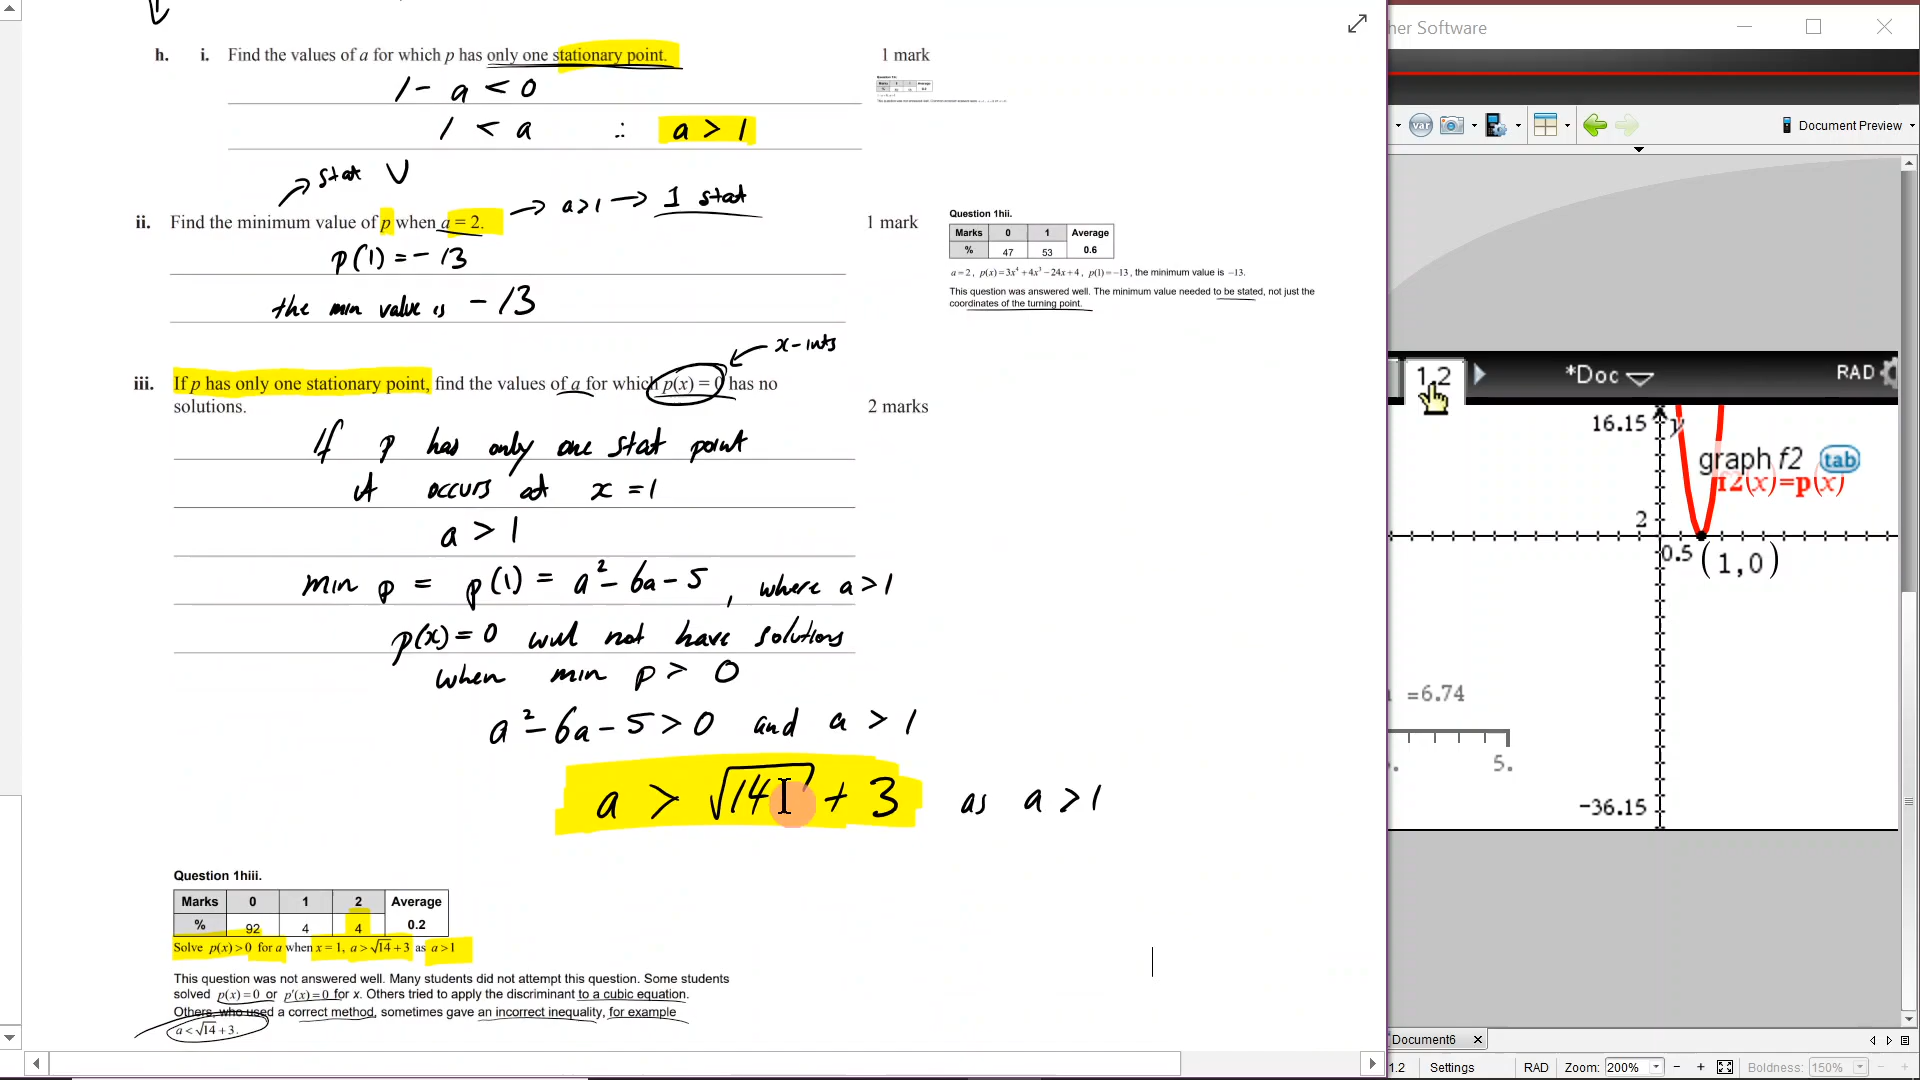 her Software
Document Preview
h. i. Find the values of a for which p has only one stationary point. 1 mark
1 - a < 0
1 < a ∴ a > 1
stat
a>1 → 1 stat
ii. Find the minimum value of p when a = 2. 1 mark
p(1) = -13
the min value is -13
Question 1hii.
Marks 0 1 Average
% 47 53 0.6
a = 2, p(x) = 3x⁴ + 4x³ − 24x + 4, p(1) = −13, the minimum value is −13.
This question was answered well. The minimum value needed to be stated, not just the
coordinates of the turning point.
x-ints
iii. If p has only one stationary point, find the values of a for which p(x) = 0 has no
solutions. 2 marks
If p has only one stat point
it occurs at x = 1
a > 1
min p = p(1) = a² - 6a - 5, where a > 1
p(x) = 0 will not have solutions
when min p > 0
a² - 6a - 5 > 0 and a > 1
a > √14 + 3 as a > 1
Question 1hiii.
Marks 0 1 2 Average
% 92 4 4 0.2
Solve p(x) > 0 for a when x = 1, a > √14 + 3 as a > 1
This question was not answered well. Many students did not attempt this question. Some students
solved p(x) = 0 or p′(x) = 0 for x. Others tried to apply the discriminant to a cubic equation.
Others, who used a correct method, sometimes gave an incorrect inequality, for example
a < √14 + 3.
1.2 *Doc RAD
16.15 y
graph f2 tab
f2(x)=p(x)
2
0.5 (1,0)
=6.74
5.
-36.15
Document6
1.2 Settings RAD Zoom: 200% Boldness: 150%